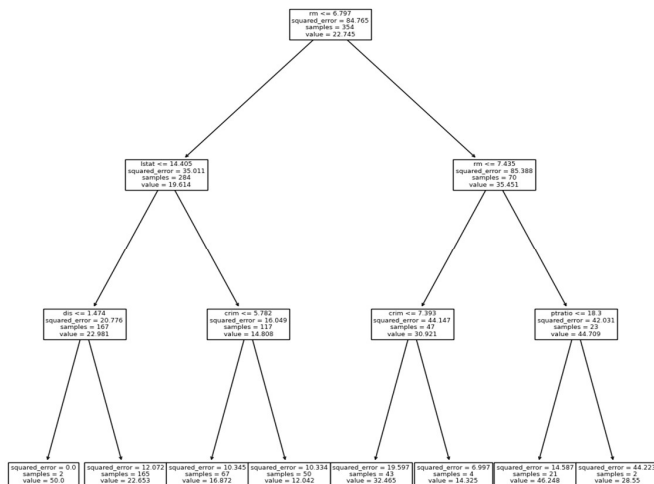 rm <= 6.797
squared_error = 84.765
samples = 354
value = 22.745
lstat <= 14.405
squared_error = 35.011
samples = 284
value = 19.614
rm <= 7.435
squared_error = 85.388
samples = 70
value = 35.451
dis <= 1.474
squared_error = 20.776
samples = 167
value = 22.981
crim <= 5.782
squared_error = 16.049
samples = 117
value = 14.808
crim <= 7.393
squared_error = 44.147
samples = 47
value = 30.921
ptratio <= 18.3
squared_error = 42.031
samples = 23
value = 44.709
squared_error = 0.0
samples = 2
value = 50.0
squared_error = 12.072
samples = 165
value = 22.653
squared_error = 10.345
samples = 67
value = 16.872
squared_error = 10.334
samples = 50
value = 12.042
squared_error = 19.597
samples = 43
value = 32.465
squared_error = 6.997
samples = 4
value = 14.325
squared_error = 14.587
samples = 21
value = 46.248
squared_error = 44.223
samples = 2
value = 28.55